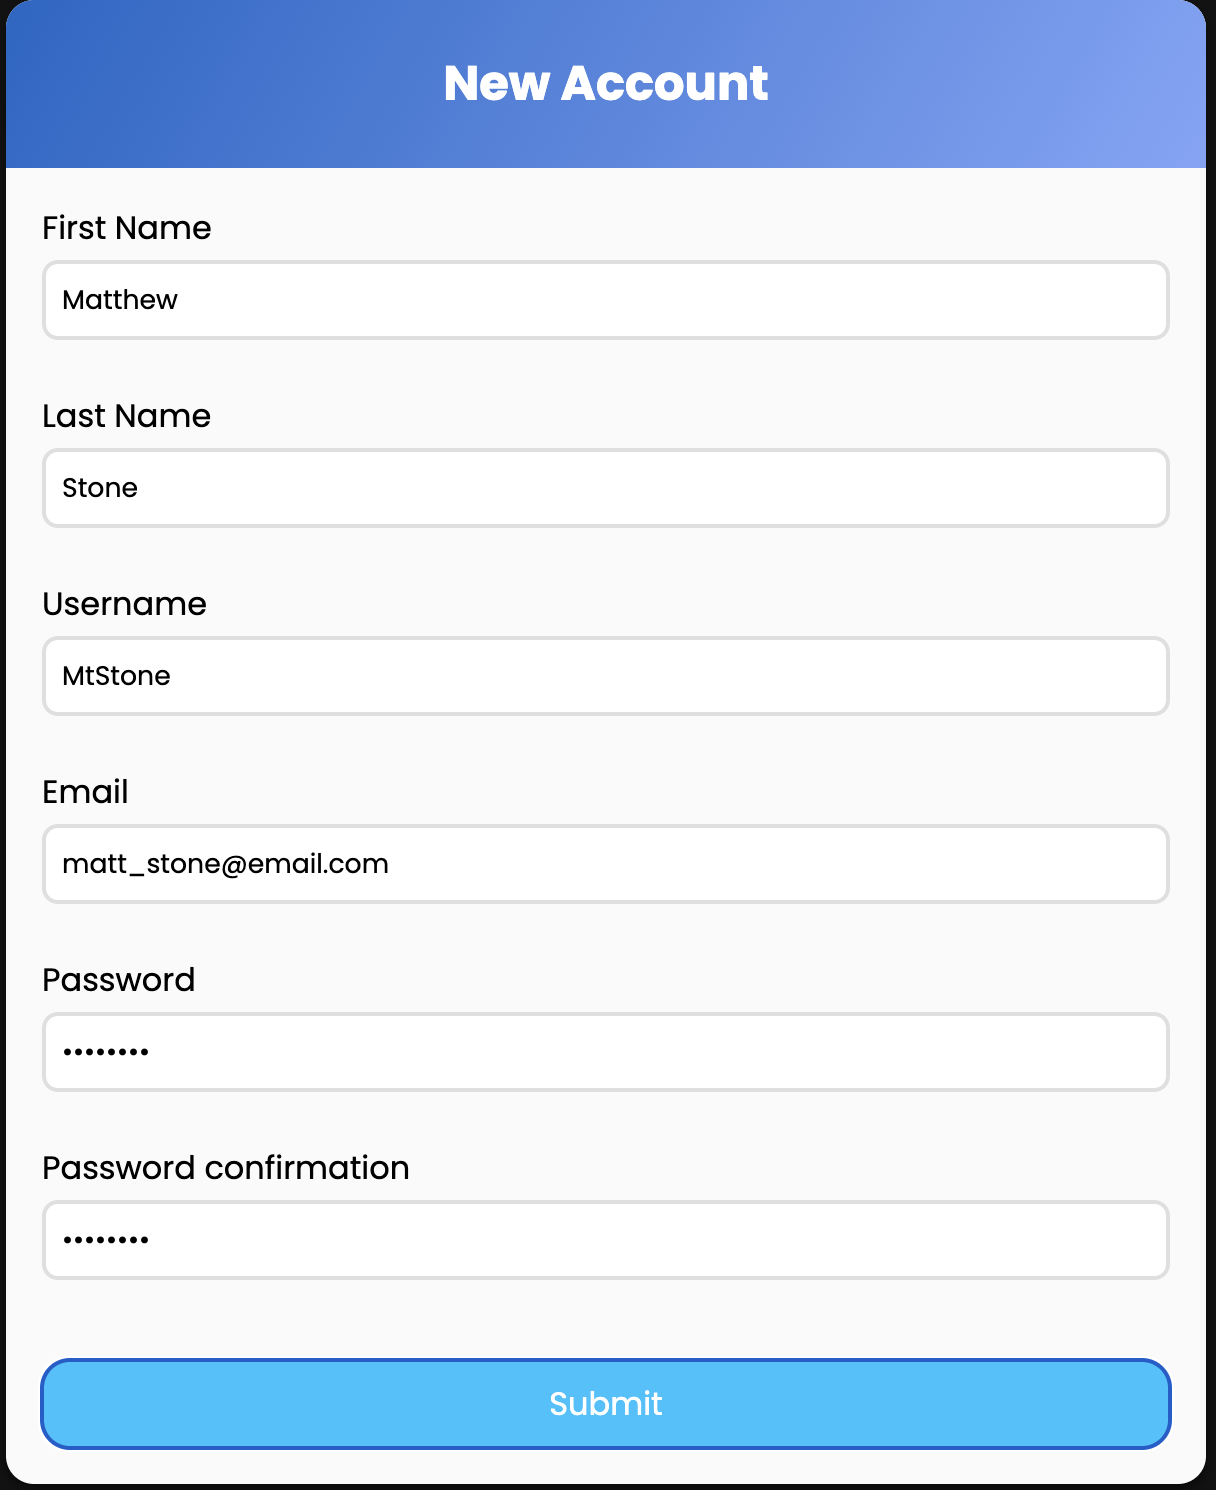 New Account
First Name
Matthew
Last Name
Stone
Username
MtStone
Email
matt_stone@email.com
Password
••••••••
Password confirmation
••••••••
Submit